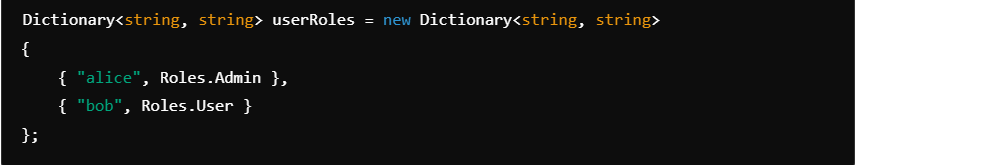 Dictionary<string, string> userRoles = new Dictionary<string, string>
{
    { "alice", Roles.Admin },
    { "bob", Roles.User }
};